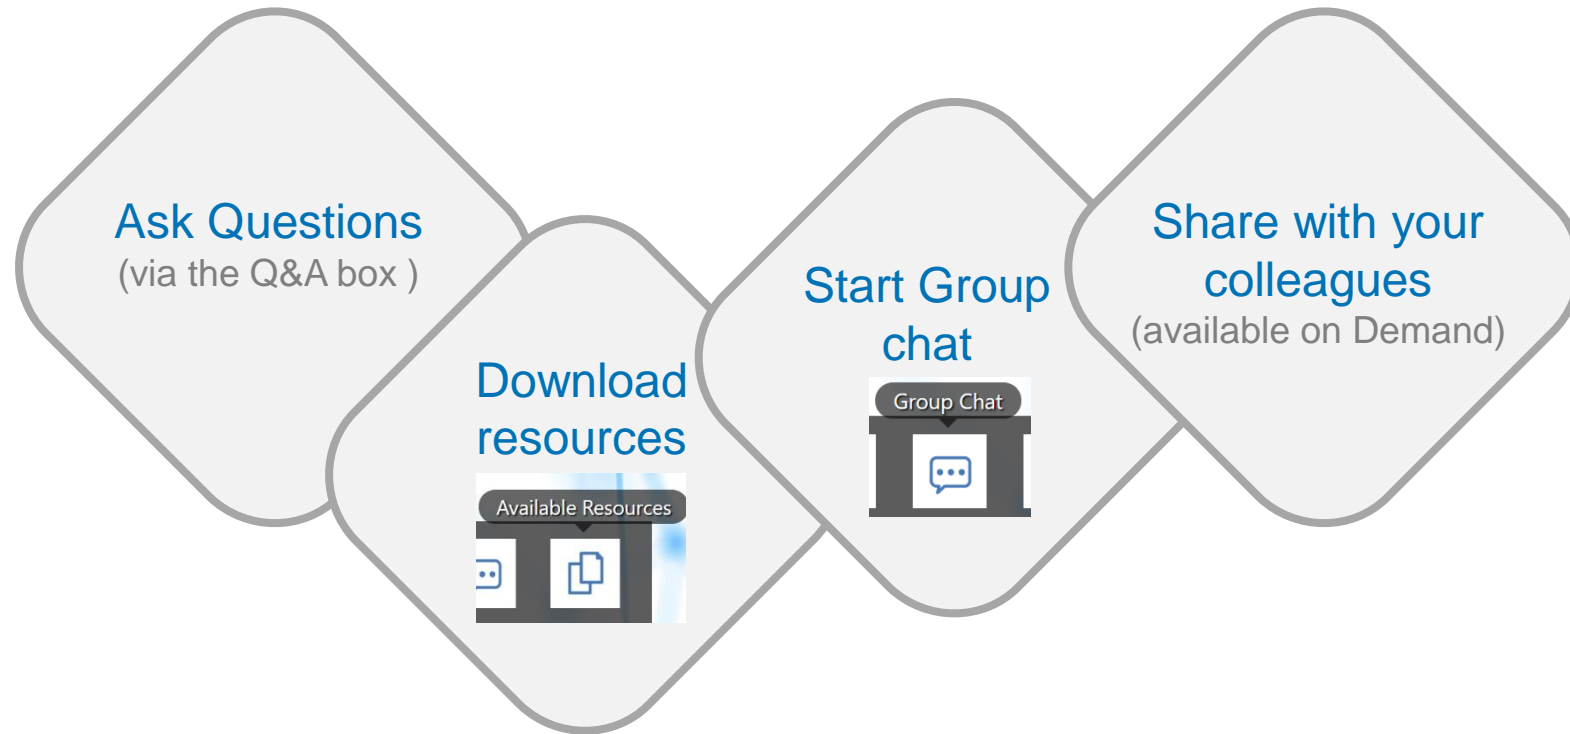 Ask Questions
(via the Q&A box )
Download
resources
Available Resources
Start Group
chat
Group Chat
Share with your
colleagues
(available on Demand)